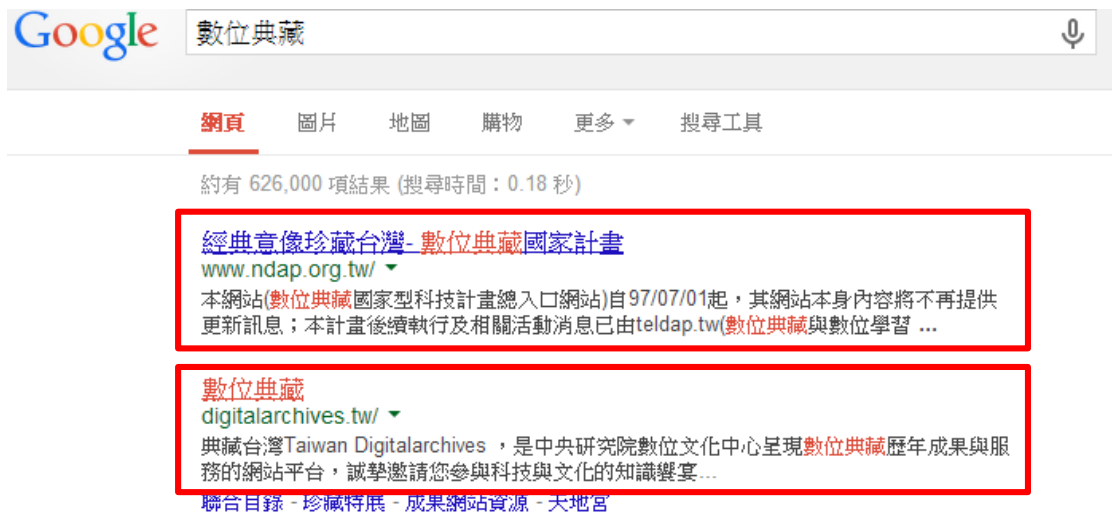 Google 數位典藏
網頁 圖片 地圖 購物 更多 搜尋工具
約有 626,000 項結果 (搜尋時間：0.18 秒)
經典意像珍藏台灣- 數位典藏國家計畫
www.ndap.org.tw/
本網站(數位典藏國家型科技計畫總入口網站)自97/07/01起，其網站本身內容將不再提供
更新訊息；本計畫後續執行及相關活動消息已由teldap.tw(數位典藏與數位學習 ...
數位典藏
digitalarchives.tw/
典藏台灣Taiwan Digitalarchives ，是中央研究院數位文化中心呈現數位典藏歷年成果與服
務的網站平台，誠摯邀請您參與科技與文化的知識饗宴...
聯合目錄 - 珍藏特展 - 成果網站資源 - 天地宮